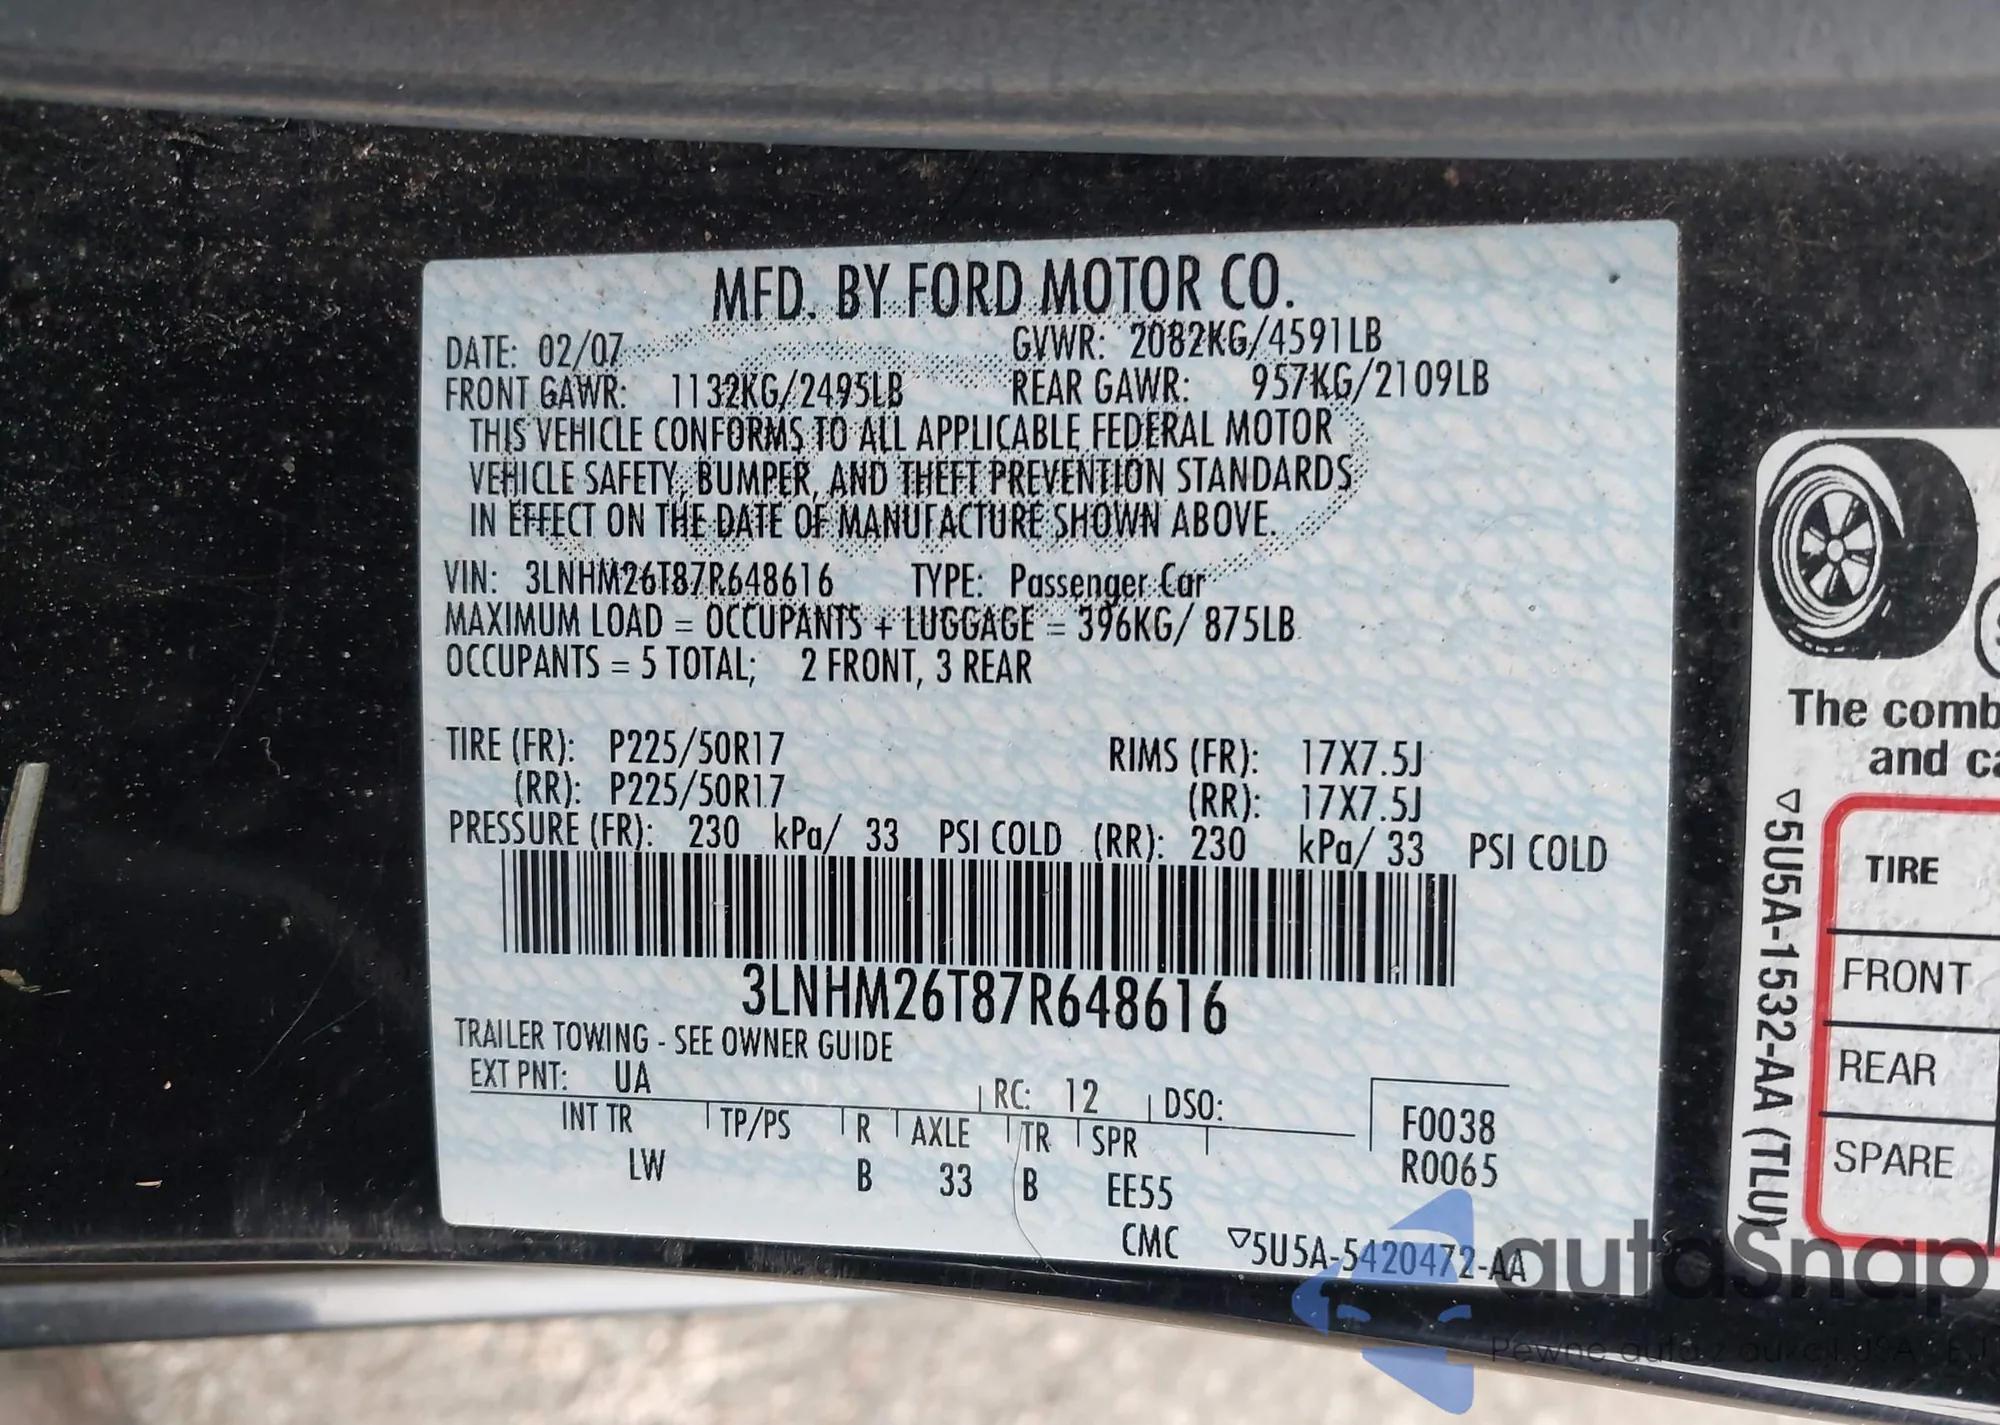 MFD. BY FORD MOTOR CO.
DATE: 02/07 GVWR: 2082KG/4591LB
FRONT GAWR: 1132KG/2495LB REAR GAWR: 957KG/2109LB
THIS VEHICLE CONFORMS TO ALL APPLICABLE FEDERAL MOTOR
VEHICLE SAFETY, BUMPER, AND THEFT PREVENTION STANDARDS
IN EFFECT ON THE DATE OF MANUFACTURE SHOWN ABOVE.
VIN: 3LNHM26T87R648616 TYPE: Passenger Car
MAXIMUM LOAD = OCCUPANTS + LUGGAGE = 396KG/ 875LB
OCCUPANTS = 5 TOTAL; 2 FRONT, 3 REAR
TIRE (FR): P225/50R17 RIMS (FR): 17X7.5J
(RR): P225/50R17 (RR): 17X7.5J
PRESSURE (FR): 230 kPa/ 33 PSI COLD (RR): 230 kPa/ 33 PSI COLD
3LNHM26T87R648616
TRAILER TOWING - SEE OWNER GUIDE
EXT PNT: UA RC: 12 DSO:
INT TR TP/PS R AXLE TR SPR F0038
LW B 33 B EE55 R0065
CMC ▽5U5A-5420472-AA
The comb
and ca
▽5U5A-1532-AA (TLU)
TIRE
FRONT
REAR
SPARE
autoSnap
Pewne auta z aukcji USA